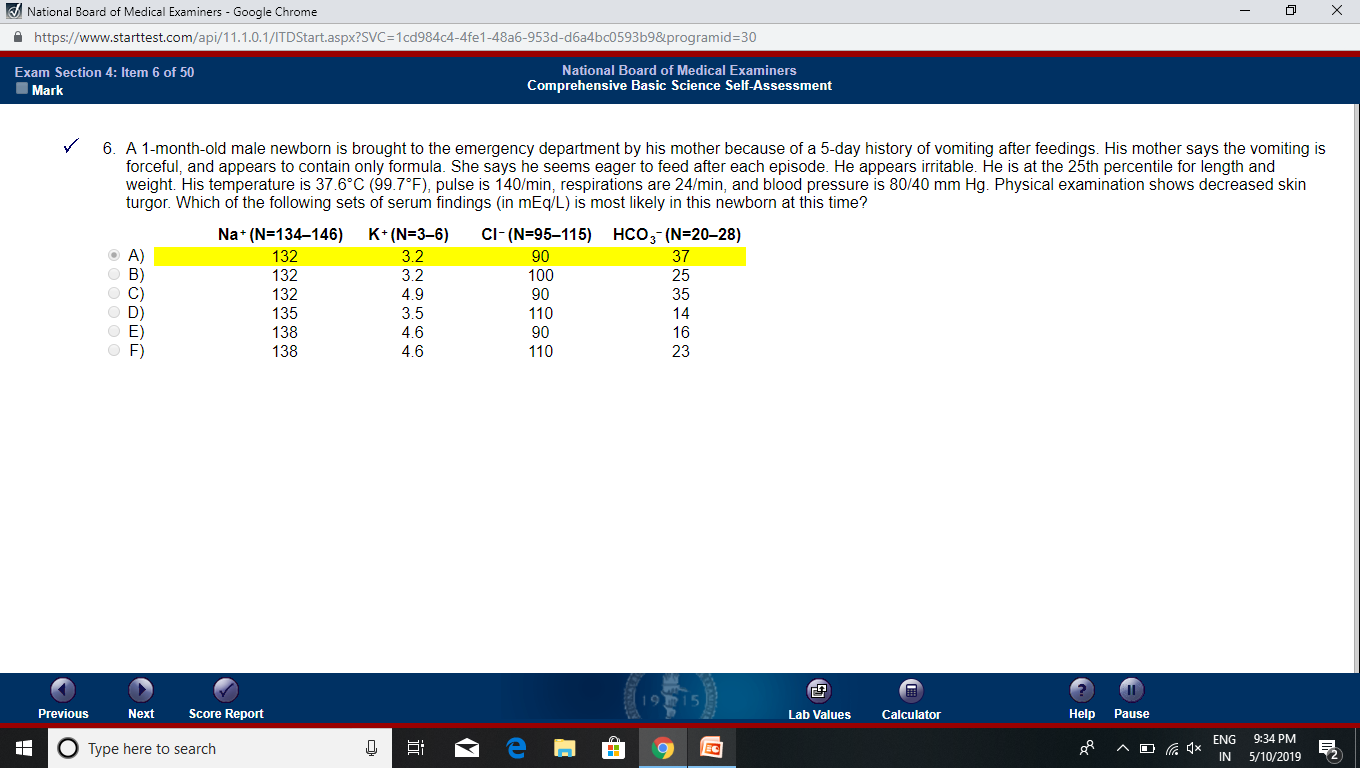 National Board of Medical Examiners - Google Chrome
https://www.starttest.com/api/11.1.0.1/ITDStart.aspx?SVC=1cd984c4-4fe1-48a6-953d-d6a4bc0593b9&programid=30
Exam Section 4: Item 6 of 50
National Board of Medical Examiners
Mark
Comprehensive Basic Science Self-Assessment
6. A 1-month-old male newborn is brought to the emergency department by his mother because of a 5-day history of vomiting after feedings. His mother says the vomiting is
forceful, and appears to contain only formula. She says he seems eager to feed after each episode. He appears irritable. He is at the 25th percentile for length and
weight. His temperature is 37.6°C (99.7°F), pulse is 140/min, respirations are 24/min, and blood pressure is 80/40 mm Hg. Physical examination shows decreased skin
turgor. Which of the following sets of serum findings (in mEq/L) is most likely in this newborn at this time?
Na+ (N=134–146) K+ (N=3–6) Cl− (N=95–115) HCO3− (N=20–28)
A) 132 3.2 90 37
B) 132 3.2 100 25
C) 132 4.9 90 35
D) 135 3.5 110 14
E) 138 4.6 90 16
F) 138 4.6 110 23
19 15
Previous Next Score Report Lab Values Calculator Help Pause
Type here to search
ENG 9:34 PM
IN 5/10/2019 2